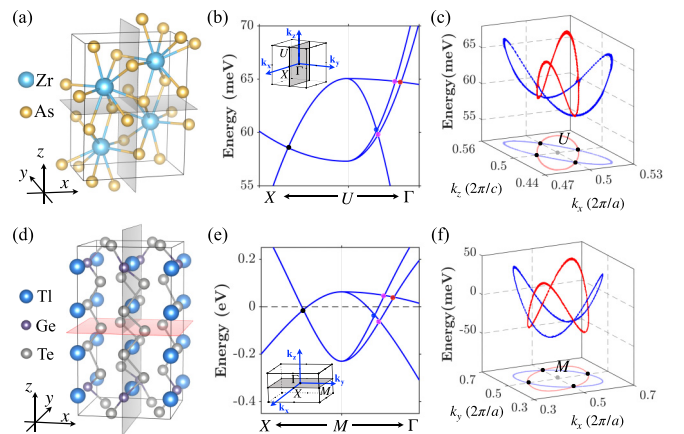 (a)
Zr
As
z
y
x
(b)
Energy (meV)
70
65
60
55
X
U
Γ
k_z
k_x
k_y
U
Γ
X
(c)
Energy(meV)
65
60
55
0.56
0.5
0.44
0.47
0.5
0.53
U
k_z (2π/c)
k_x (2π/a)
(d)
Tl
Ge
Te
z
y
x
(e)
Energy (eV)
0.2
0
-0.2
-0.4
X
M
Γ
k_z
k_y
k_x
Γ
X
M
(f)
Energy(meV)
50
0
-50
0.7
0.5
0.3
0.3
0.5
0.7
M
k_y (2π/a)
k_x (2π/a)